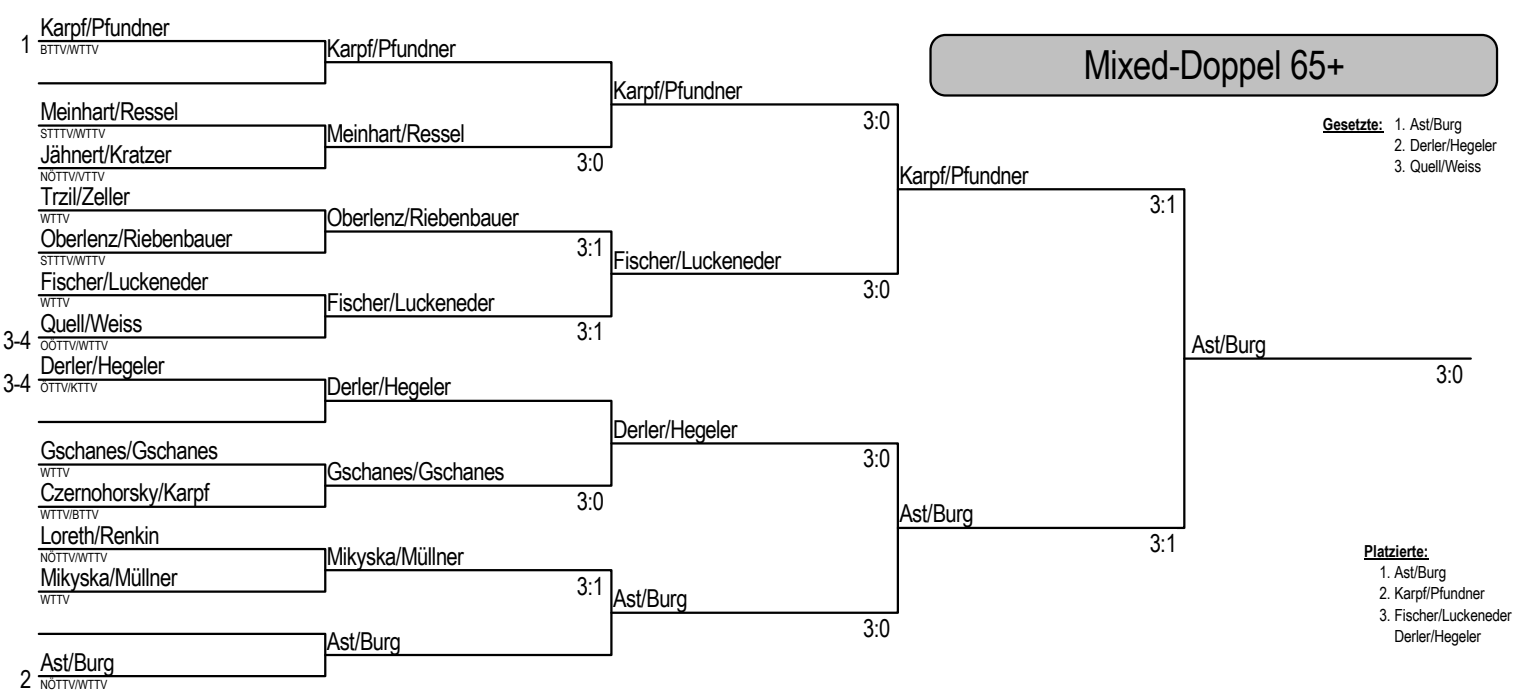 Mixed-Doppel 65+
Gesetzte: 1. Ast/Burg
2. Derler/Hegeler
3. Quell/Weiss
1 Karpf/Pfundner
BTTV/WTTV
Meinhart/Ressel
STTTV/WTTV
Jähnert/Kratzer
NÖTTV/VTTV
Trzil/Zeller
WTTV
Oberlenz/Riebenbauer
STTTV/WTTV
Fischer/Luckeneder
WTTV
3-4 Quell/Weiss
OÖTTV/WTTV
3-4 Derler/Hegeler
ÖTTV/KTTV
Gschanes/Gschanes
WTTV
Czernohorsky/Karpf
WTTV/BTTV
Loreth/Renkin
NÖTTV/WTTV
Mikyska/Müllner
WTTV
2 Ast/Burg
NÖTTV/WTTV
Karpf/Pfundner
Meinhart/Ressel
3:0
Oberlenz/Riebenbauer
3:1
Fischer/Luckeneder
3:1
Derler/Hegeler
Gschanes/Gschanes
3:0
Mikyska/Müllner
3:1
Ast/Burg
Karpf/Pfundner
3:0
Fischer/Luckeneder
3:0
Derler/Hegeler
3:0
Ast/Burg
3:0
Karpf/Pfundner
3:1
Ast/Burg
3:1
Ast/Burg
3:0
Platzierte:
1. Ast/Burg
2. Karpf/Pfundner
3. Fischer/Luckeneder
Derler/Hegeler